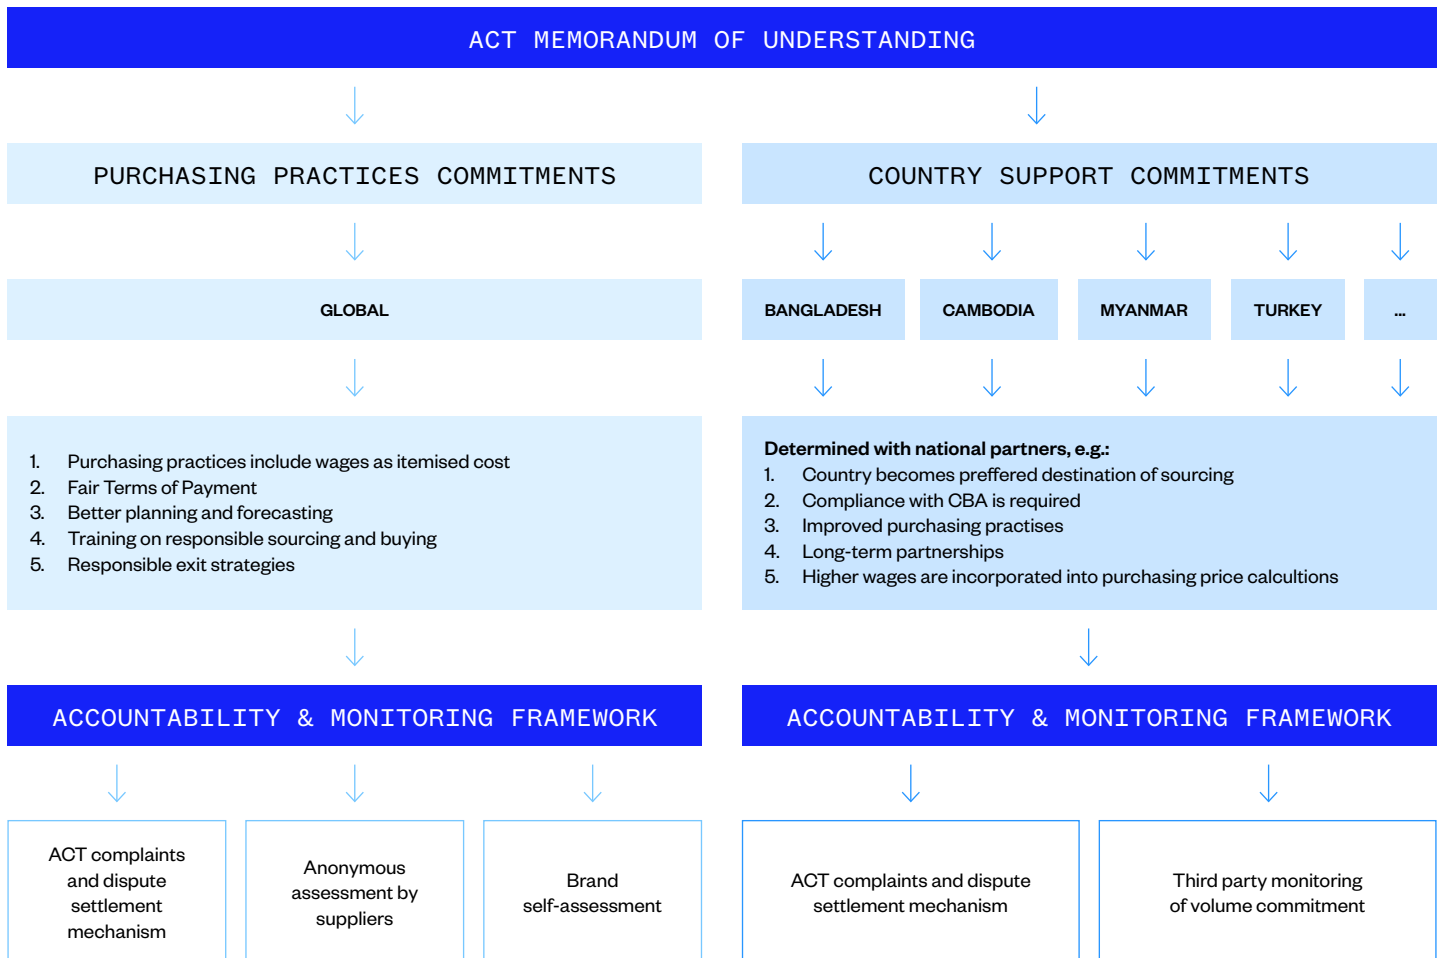 ACT MEMORANDUM OF UNDERSTANDING
PURCHASING PRACTICES COMMITMENTS
GLOBAL
1. Purchasing practices include wages as itemised cost
2. Fair Terms of Payment
3. Better planning and forecasting
4. Training on responsible sourcing and buying
5. Responsible exit strategies
ACCOUNTABILITY & MONITORING FRAMEWORK
ACT complaints
and dispute
settlement
mechanism
Anonymous
assessment by
suppliers
Brand
self-assessment
COUNTRY SUPPORT COMMITMENTS
BANGLADESH
CAMBODIA
MYANMAR
TURKEY
...
Determined with national partners, e.g.:
1. Country becomes preffered destination of sourcing
2. Compliance with CBA is required
3. Improved purchasing practises
4. Long-term partnerships
5. Higher wages are incorporated into purchasing price calcultions
ACCOUNTABILITY & MONITORING FRAMEWORK
ACT complaints and dispute
settlement mechanism
Third party monitoring
of volume commitment